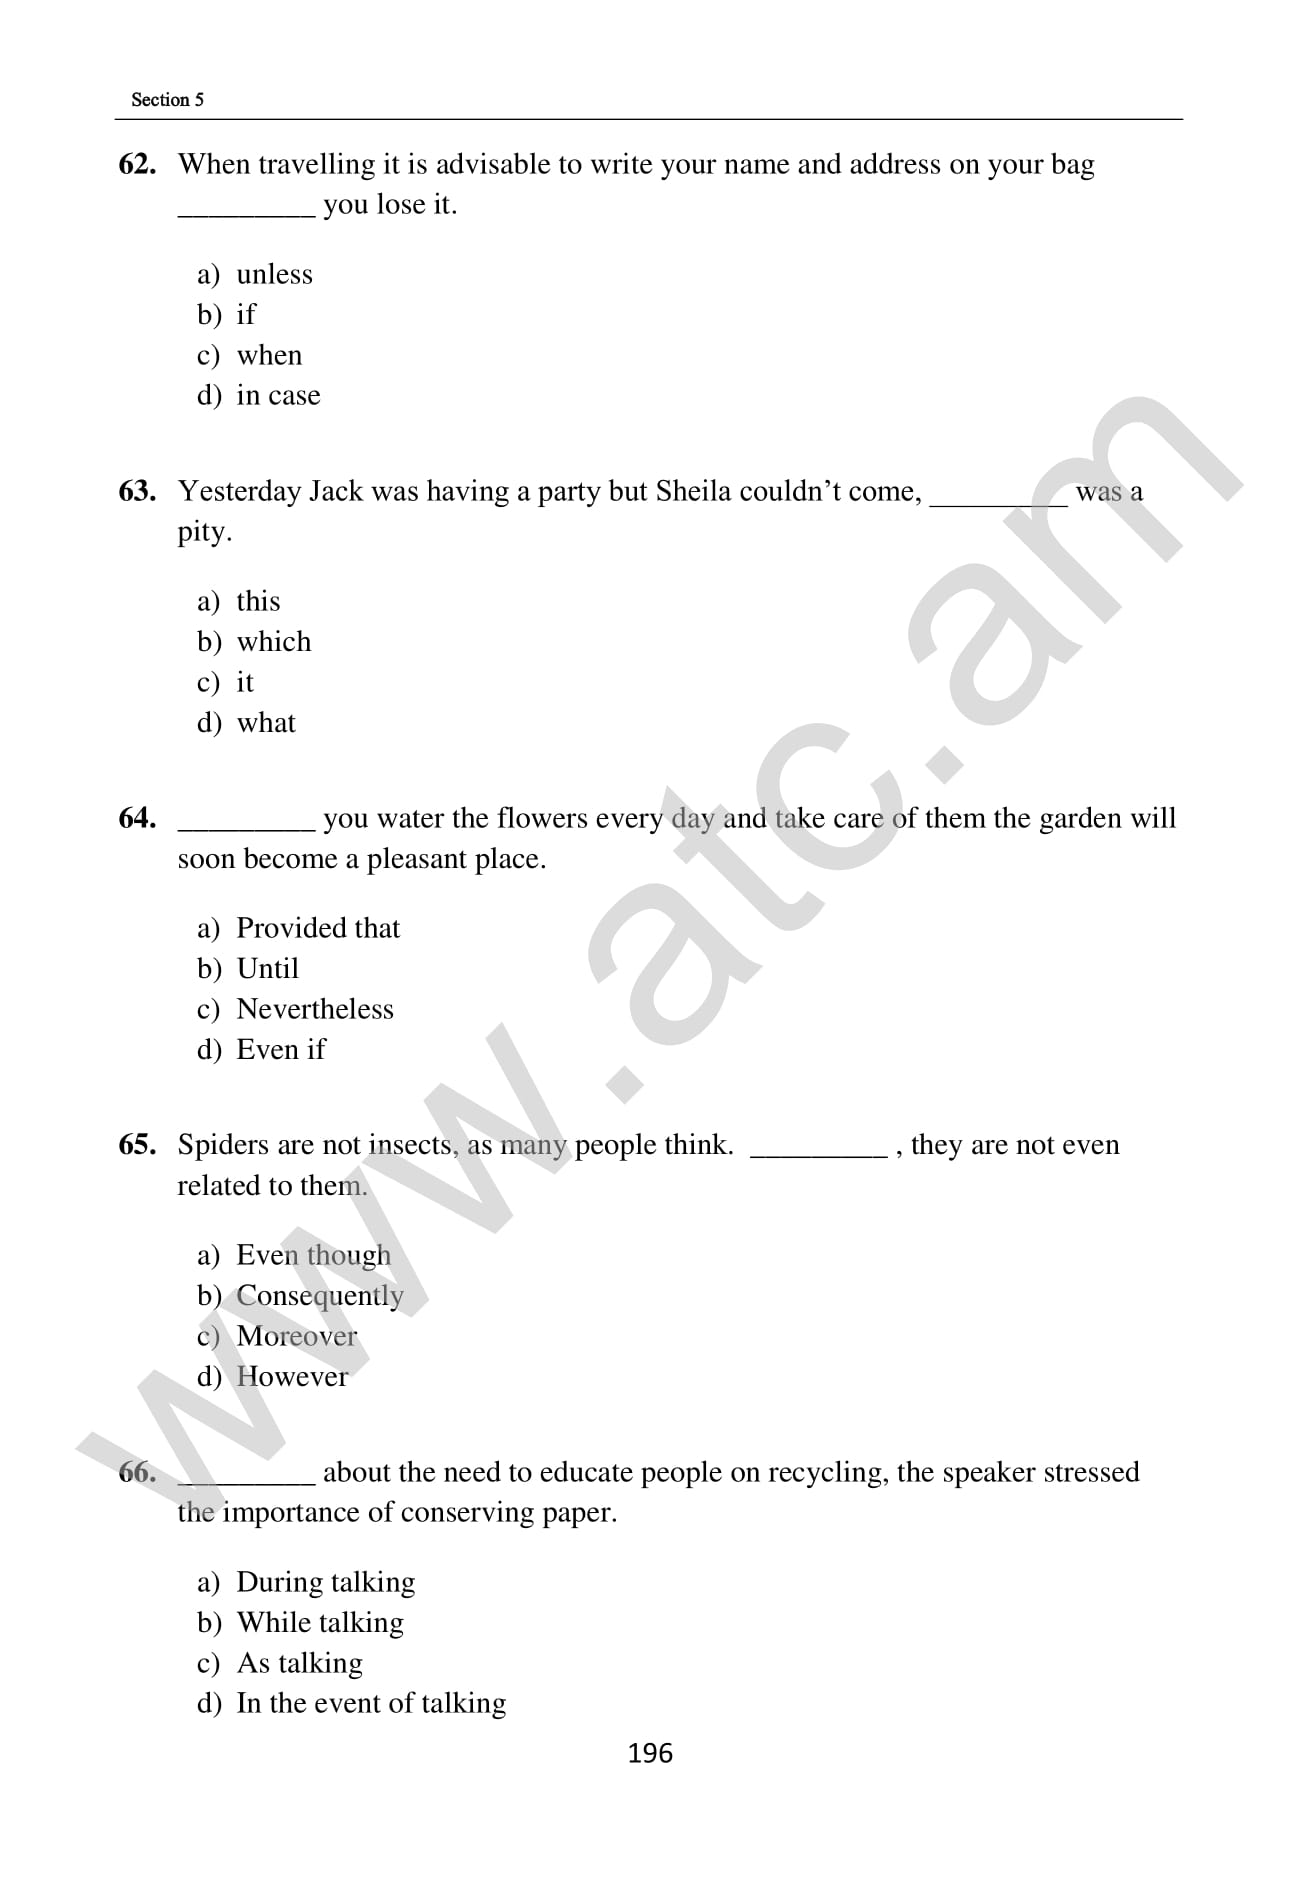 Section 5
62. When travelling it is advisable to write your name and address on your bag
_________ you lose it.
a) unless
b) if
c) when
d) in case
63. Yesterday Jack was having a party but Sheila couldn’t come, _________ was a
pity.
a) this
b) which
c) it
d) what
64. _________ you water the flowers every day and take care of them the garden will
soon become a pleasant place.
a) Provided that
b) Until
c) Nevertheless
d) Even if
65. Spiders are not insects, as many people think. _________ , they are not even
related to them.
a) Even though
b) Consequently
c) Moreover
d) However
66. _________ about the need to educate people on recycling, the speaker stressed
the importance of conserving paper.
a) During talking
b) While talking
c) As talking
d) In the event of talking
196
www.atc.am